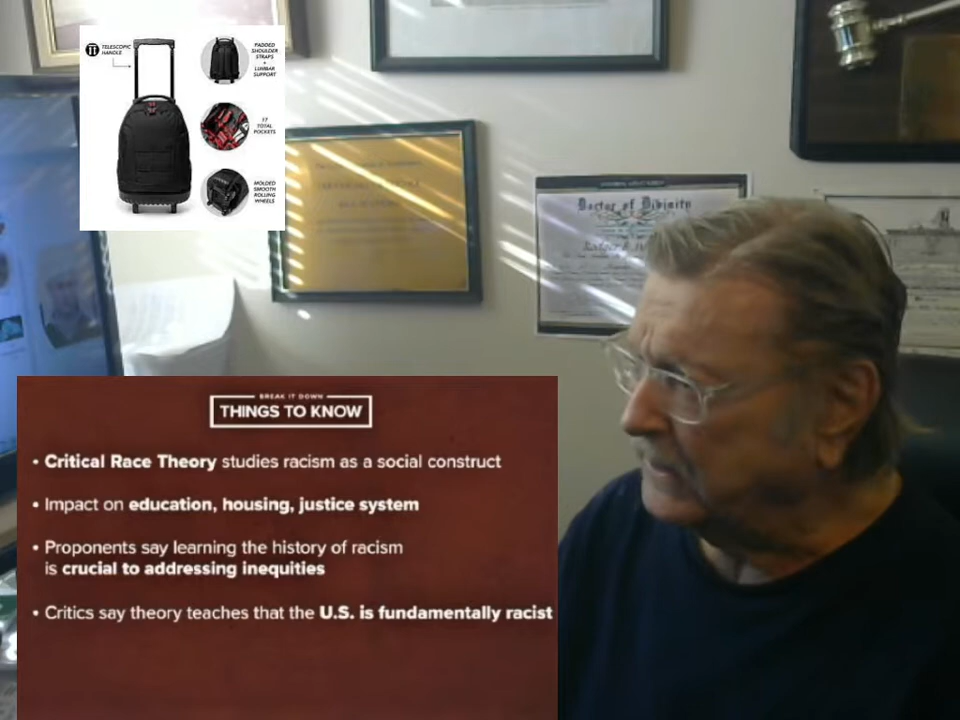 TELESCOPIC
HANDLE
PADDED
SHOULDER
STRAPS
+
LUMBAR
SUPPORT
17
TOTAL
POCKETS
MOLDED
SMOOTH
ROLLING
WHEELS
Doctor of Divinity
BREAK IT DOWN
THINGS TO KNOW
• Critical Race Theory studies racism as a social construct
• Impact on education, housing, justice system
• Proponents say learning the history of racism
is crucial to addressing inequities
• Critics say theory teaches that the U.S. is fundamentally racist